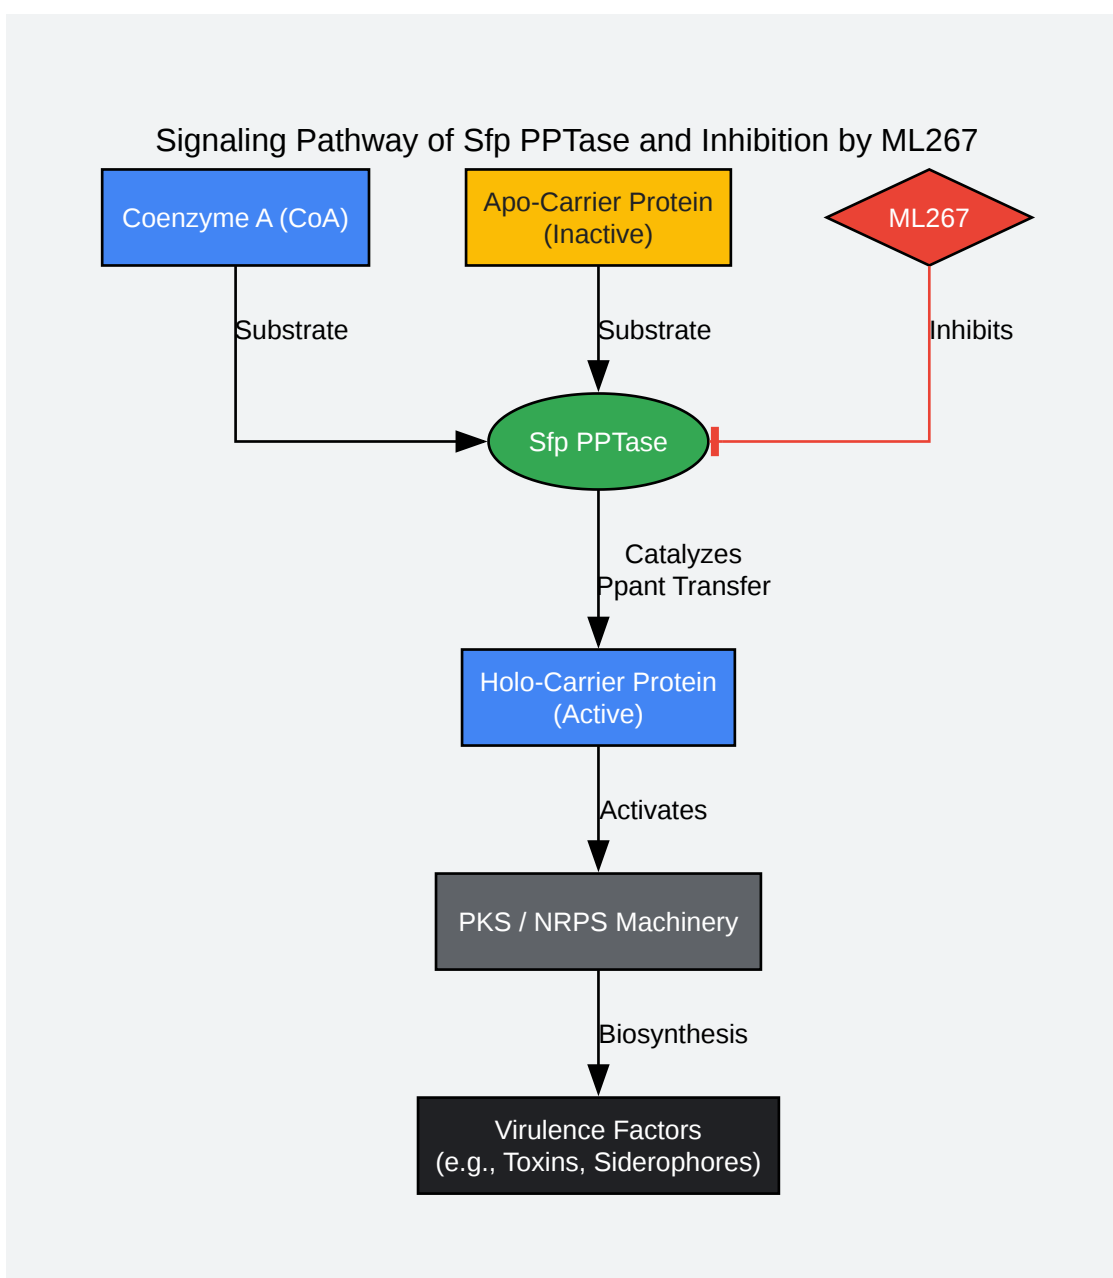 Signaling Pathway of Sfp PPTase and Inhibition by ML267
Coenzyme A (CoA)
Apo-Carrier Protein
(Inactive)
ML267
Substrate
Substrate
Inhibits
Sfp PPTase
Catalyzes
Ppant Transfer
Holo-Carrier Protein
(Active)
Activates
PKS / NRPS Machinery
Biosynthesis
Virulence Factors
(e.g., Toxins, Siderophores)